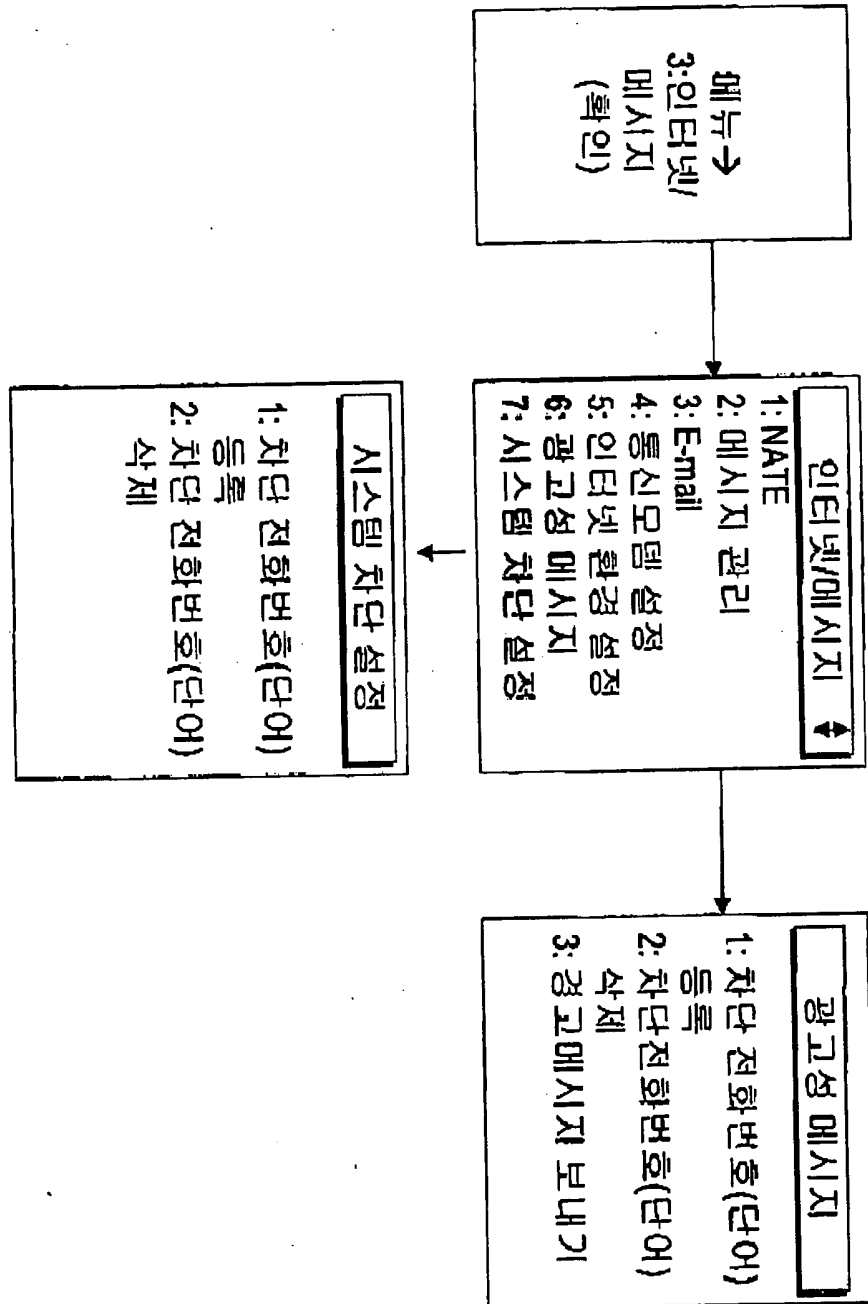 메뉴→
3:인터넷/
메시지
(확인)
인터넷/메시지
1: NATE
2: 메시지 관리
3: E-mail
4: 통신모뎀 설정
5: 인터넷 환경 설정
6: 광고성 메시지
7: 시스템 차단 설정
광고성 메시지
1: 차단 전화번호(단어)
등록
2: 차단전화번호(단어)
삭제
3: 경고메시지 보내기
시스템 차단 설정
1: 차단 전화번호(단어)
등록
2: 차단 전화번호(단어)
삭제